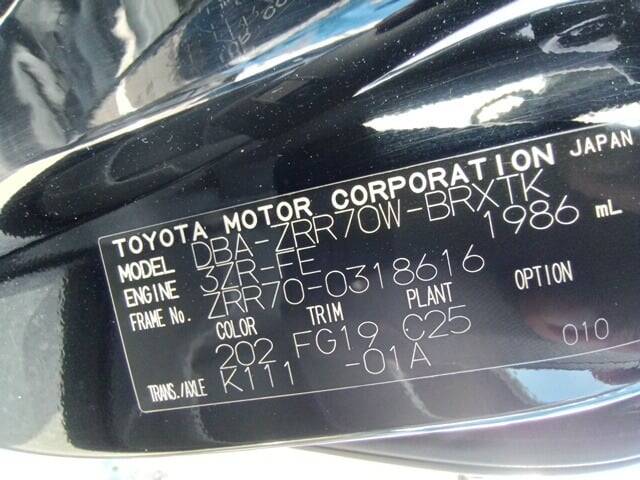 TOYOTA MOTOR CORPORATION JAPAN
MODEL DBA-ZRR70W-BRXTK
ENGINE 3ZR-FE 1986 mL
FRAME No. ZRR70-0318616
COLOR TRIM PLANT OPTION
202 FG19 C25 010
TRANS./AXLE K111 -01A